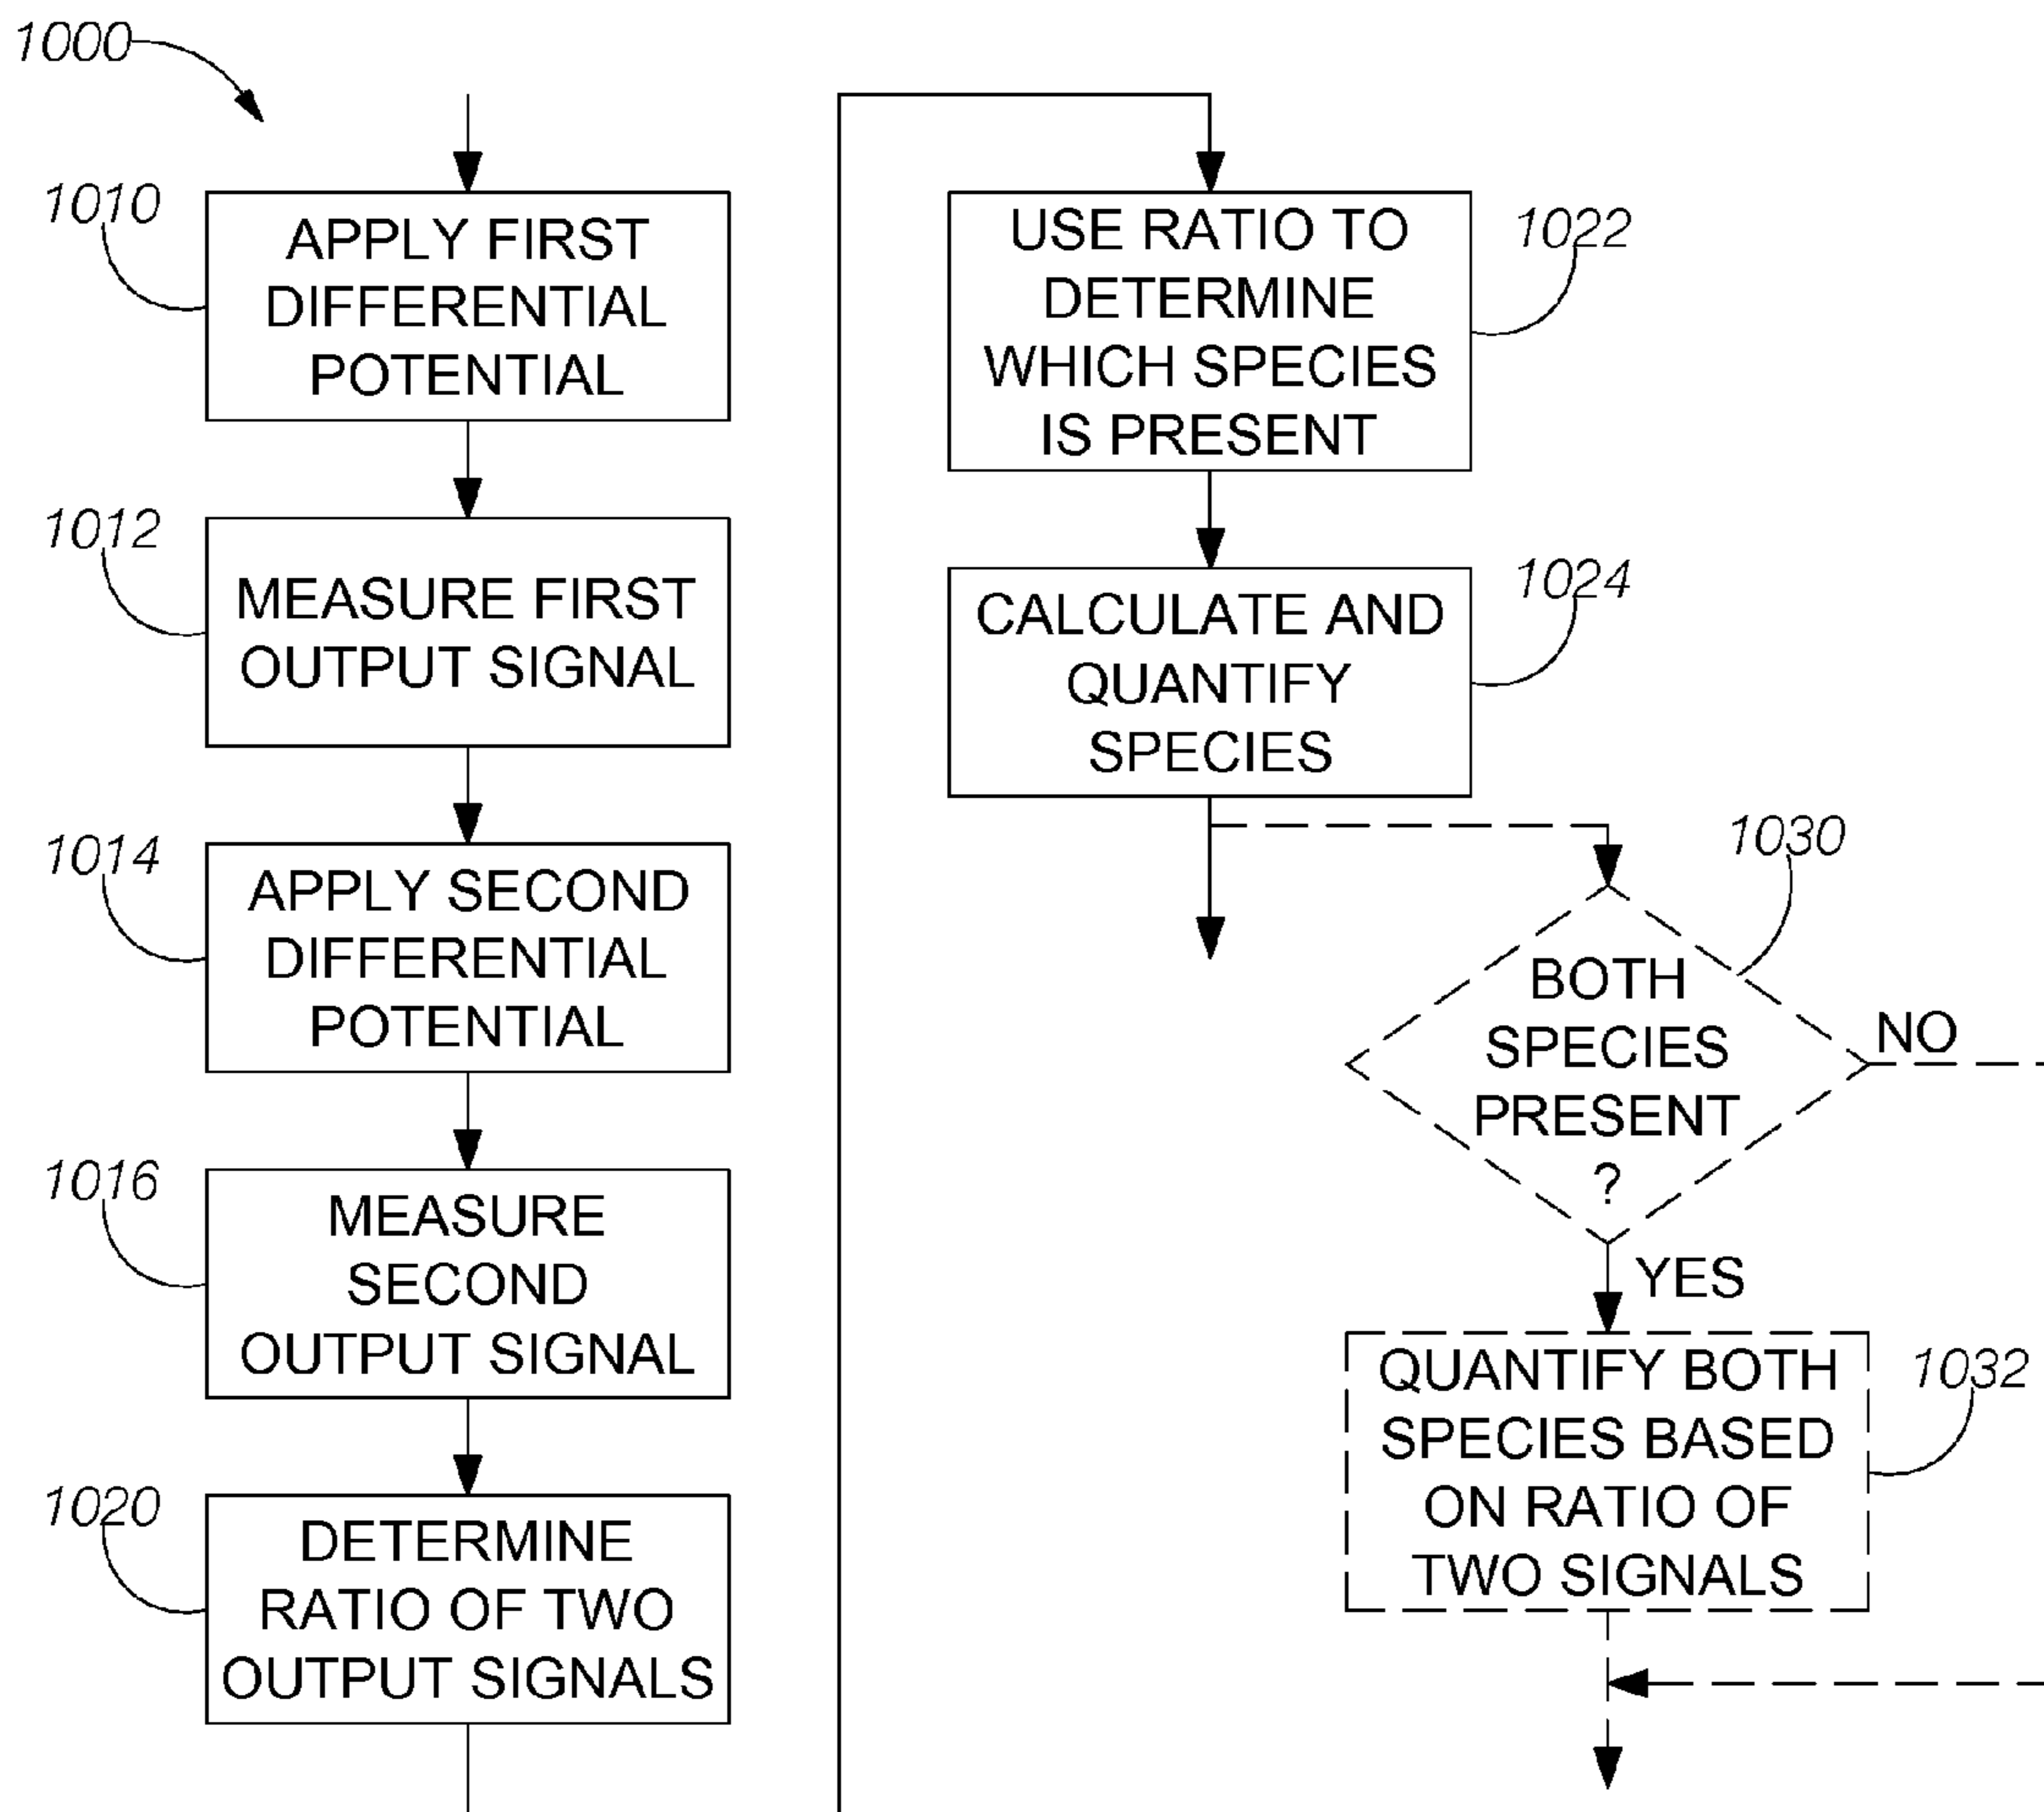 1000
1010
APPLY FIRST
DIFFERENTIAL
POTENTIAL
1012
MEASURE FIRST
OUTPUT SIGNAL
1014
APPLY SECOND
DIFFERENTIAL
POTENTIAL
1016
MEASURE
SECOND
OUTPUT SIGNAL
1020
DETERMINE
RATIO OF TWO
OUTPUT SIGNALS
USE RATIO TO
DETERMINE
WHICH SPECIES
IS PRESENT
1022
CALCULATE AND
QUANTIFY
SPECIES
1024
1030
BOTH
SPECIES
PRESENT
?
NO
YES
QUANTIFY BOTH
SPECIES BASED
ON RATIO OF
TWO SIGNALS
1032